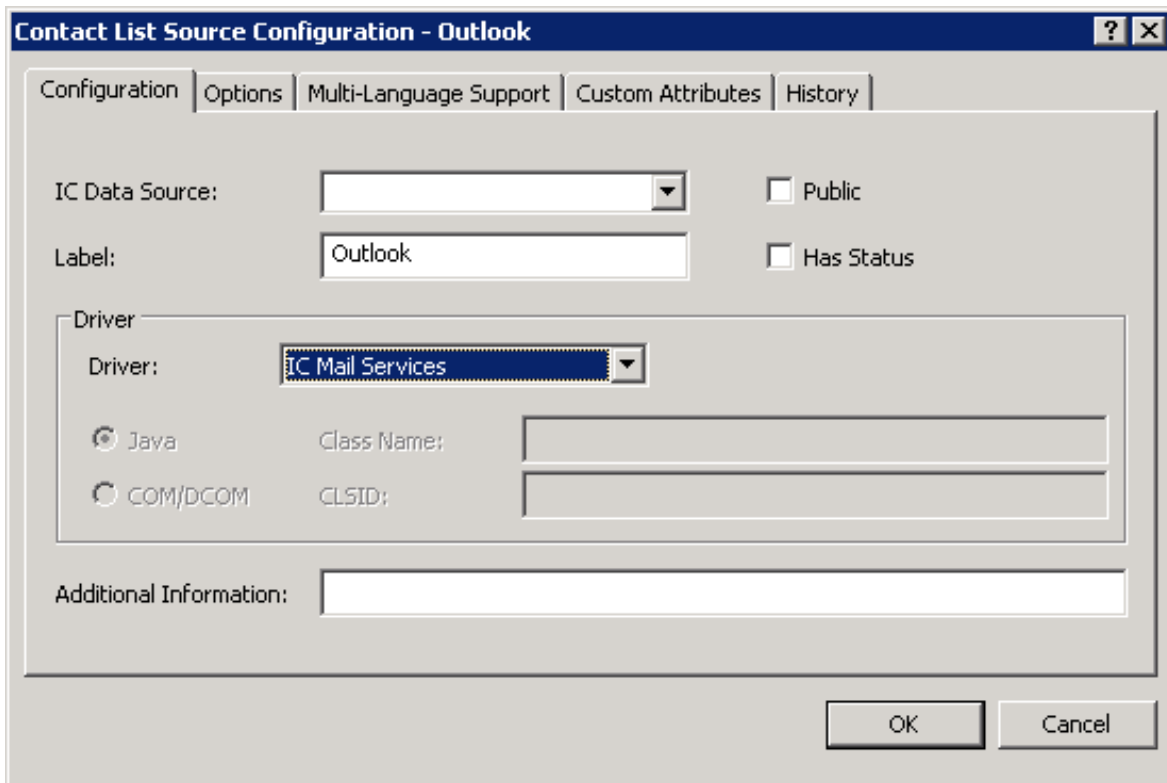 Contact List Source Configuration - Outlook
Configuration Options Multi-Language Support Custom Attributes History
IC Data Source: Public
Label: Outlook Has Status
Driver
Driver: IC Mail Services
Java Class Name:
COM/DCOM CLSID:
Additional Information:
OK Cancel